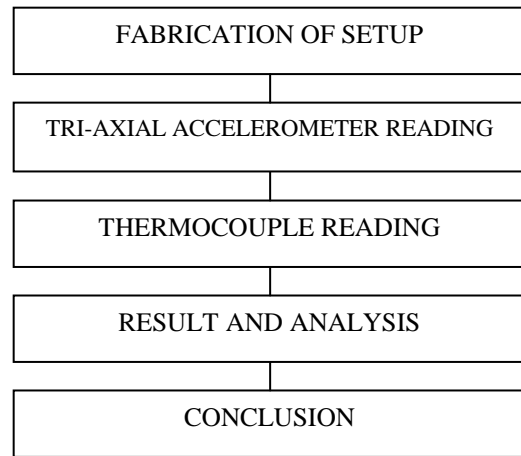 FABRICATION OF SETUP
TRI-AXIAL ACCELEROMETER READING
THERMOCOUPLE READING
RESULT AND ANALYSIS
CONCLUSION